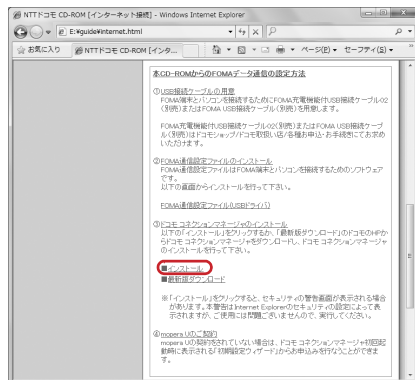 NTTドコモ CD-ROM [インターネット接続] - Windows Internet Explorer
E:¥guide¥internet.html
お気に入り
NTTドコモ CD-ROM [インタ...
ページ(P)
セーフティ(S)
本CD-ROMからのFOMAデータ通信の設定方法
①USB接続ケーブルの用意
FOMA端末とパソコンを接続するためにFOMA充電機能付USB接続ケーブル02
(別売)またはFOMA USB接続ケーブル(別売)を用意します。
FOMA充電機能付USB接続ケーブル02(別売)またはFOMA USB接続ケーブ
ル(別売)はドコモショップ/ドコモ取扱い店/各種お申込・お手続きにてお求め
いただけます。
②FOMA通信設定ファイルのインストール
FOMA通信設定ファイルはFOMA端末とパソコンを接続するためのソフトウェア
です。
以下の画面からインストールを行って下さい。
FOMA通信設定ファイル(USBドライバ)
③ドコモ コネクションマネージャのインストール
以下の「インストール」をクリックするか、「最新版ダウンロード」のドコモのHPか
らドコモ コネクションマネージャをダウンロードし、ドコモ コネクションマネージャ
のインストールを行って下さい。
■インストール
■最新版ダウンロード
※「インストール」をクリックすると、セキュリティの警告画面が表示される場合
があります。本警告はInternet Explorerのセキュリティの設定によって表
示されますが、ご使用には問題ございませんので、実行してください。
④mopera Uのご契約
mopera Uの契約をされていない場合は、ドコモ コネクションマネージャ初回起
動時に表示される「初期設定ウィザード」からお申込みを行なうことができま
す。